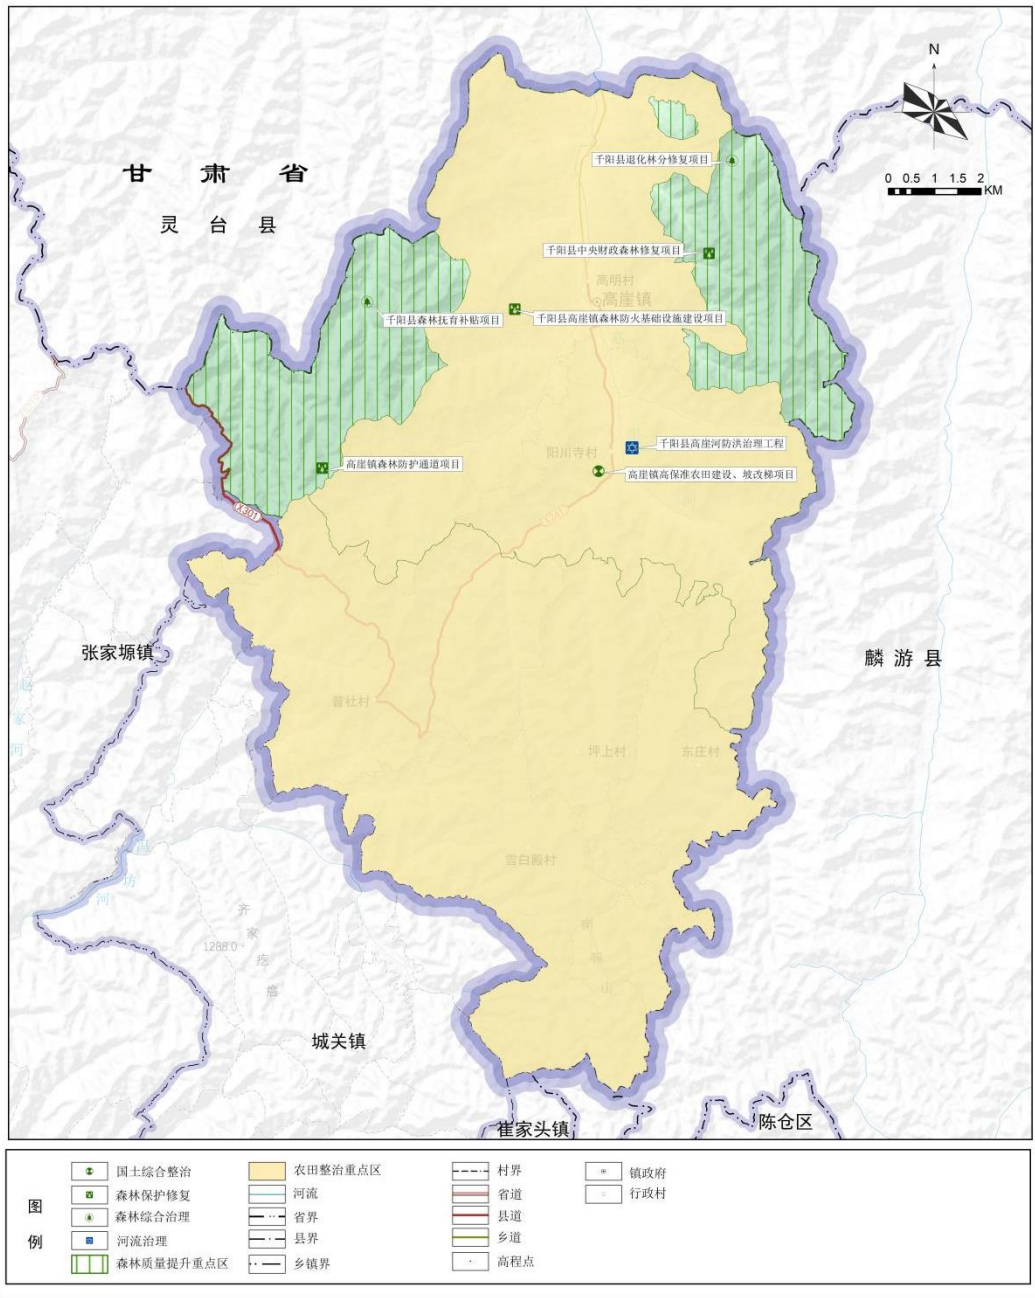 N
0 0.5 1 1.5 2
KM
甘肃省
灵台县
千阳县退化林分修复项目
千阳县中央财政森林修复项目
高明村
高崖镇
千阳县森林抚育补贴项目
千阳县高崖镇森林防火基础设施建设项目
千阳县高崖河防洪治理工程
阳川寺村
高崖镇森林防护通道项目
高崖镇高保准农田建设、坡改梯项目
X301
张家塬镇
麟游县
普社村
坪上村
东庄村
雪白殿村
齐家疙瘩
1288.0
城关镇
崔家头镇
陈仓区
图例
国土综合整治
森林保护修复
森林综合治理
河流治理
森林质量提升重点区
农田整治重点区
河流
省界
县界
乡镇界
村界
省道
县道
乡道
高程点
镇政府
行政村